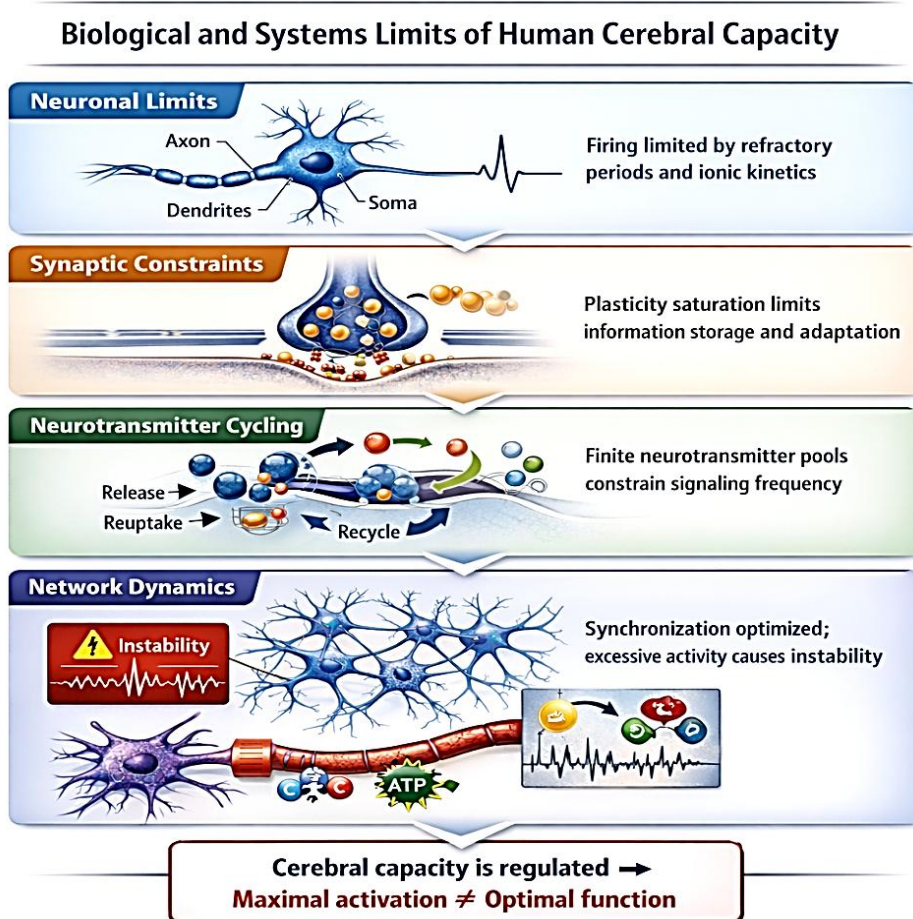 Biological and Systems Limits of Human Cerebral Capacity
Neuronal Limits
Axon
Dendrites
Soma
Firing limited by refractory
periods and ionic kinetics
Synaptic Constraints
Plasticity saturation limits
information storage and adaptation
Neurotransmitter Cycling
Release
Reuptake
Recycle
Finite neurotransmitter pools
constrain signaling frequency
Network Dynamics
Instability
Synchronization optimized;
excessive activity causes instability
C
C
ATP
Cerebral capacity is regulated →
Maximal activation ≠ Optimal function